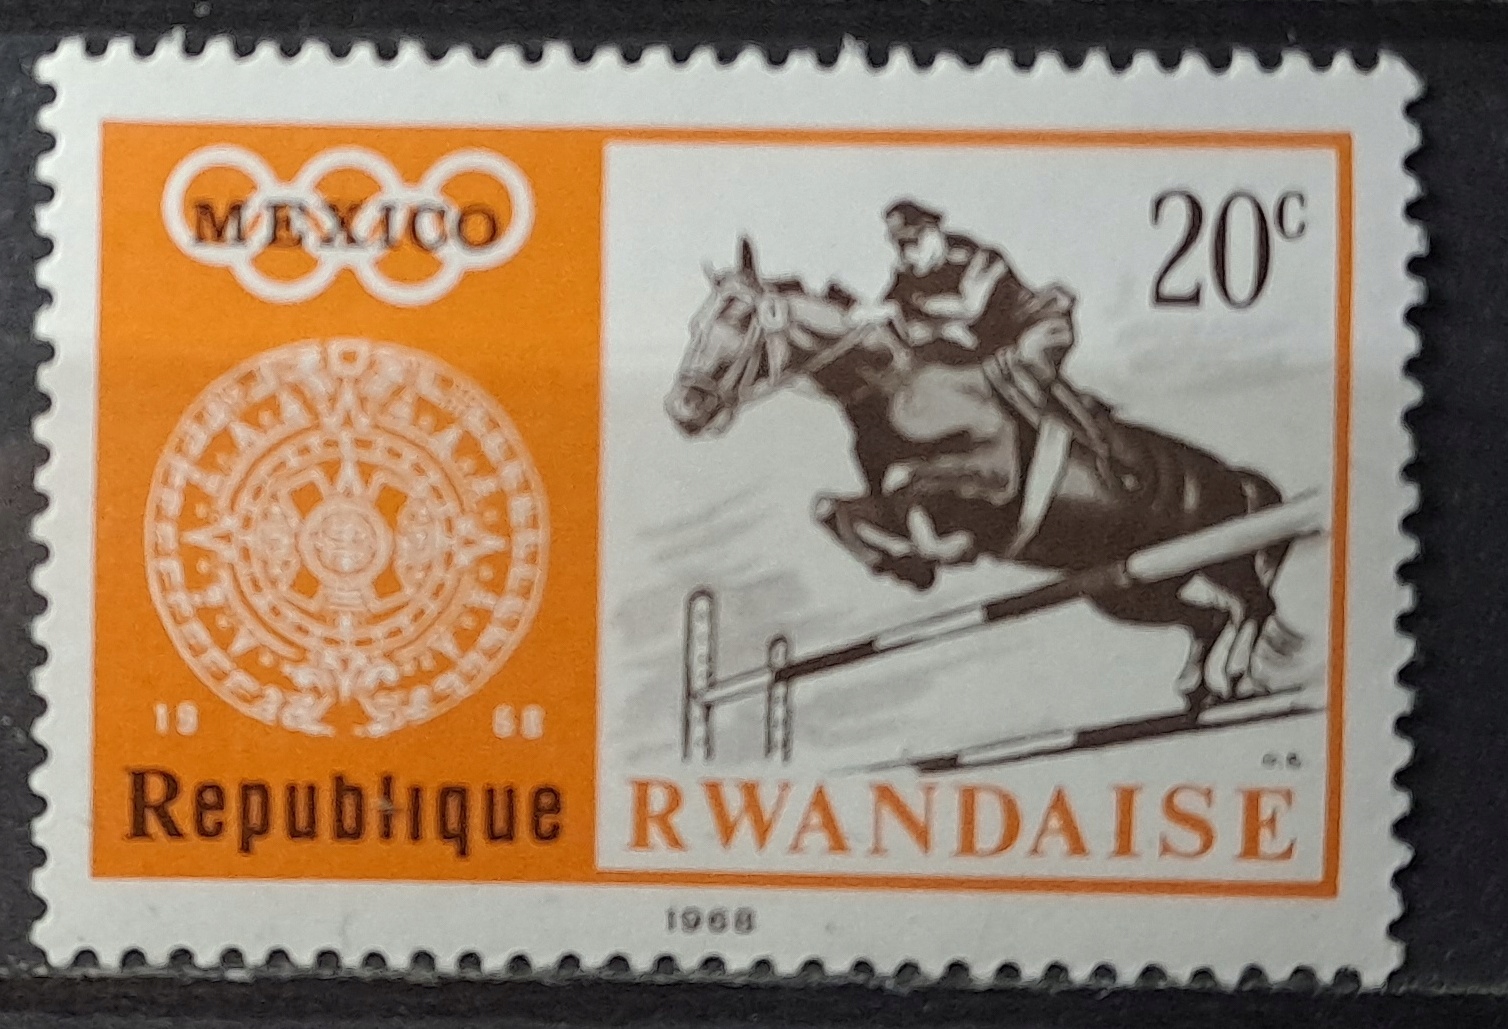 MEXICO
20c
19 68
Republique
RWANDAISE
1968